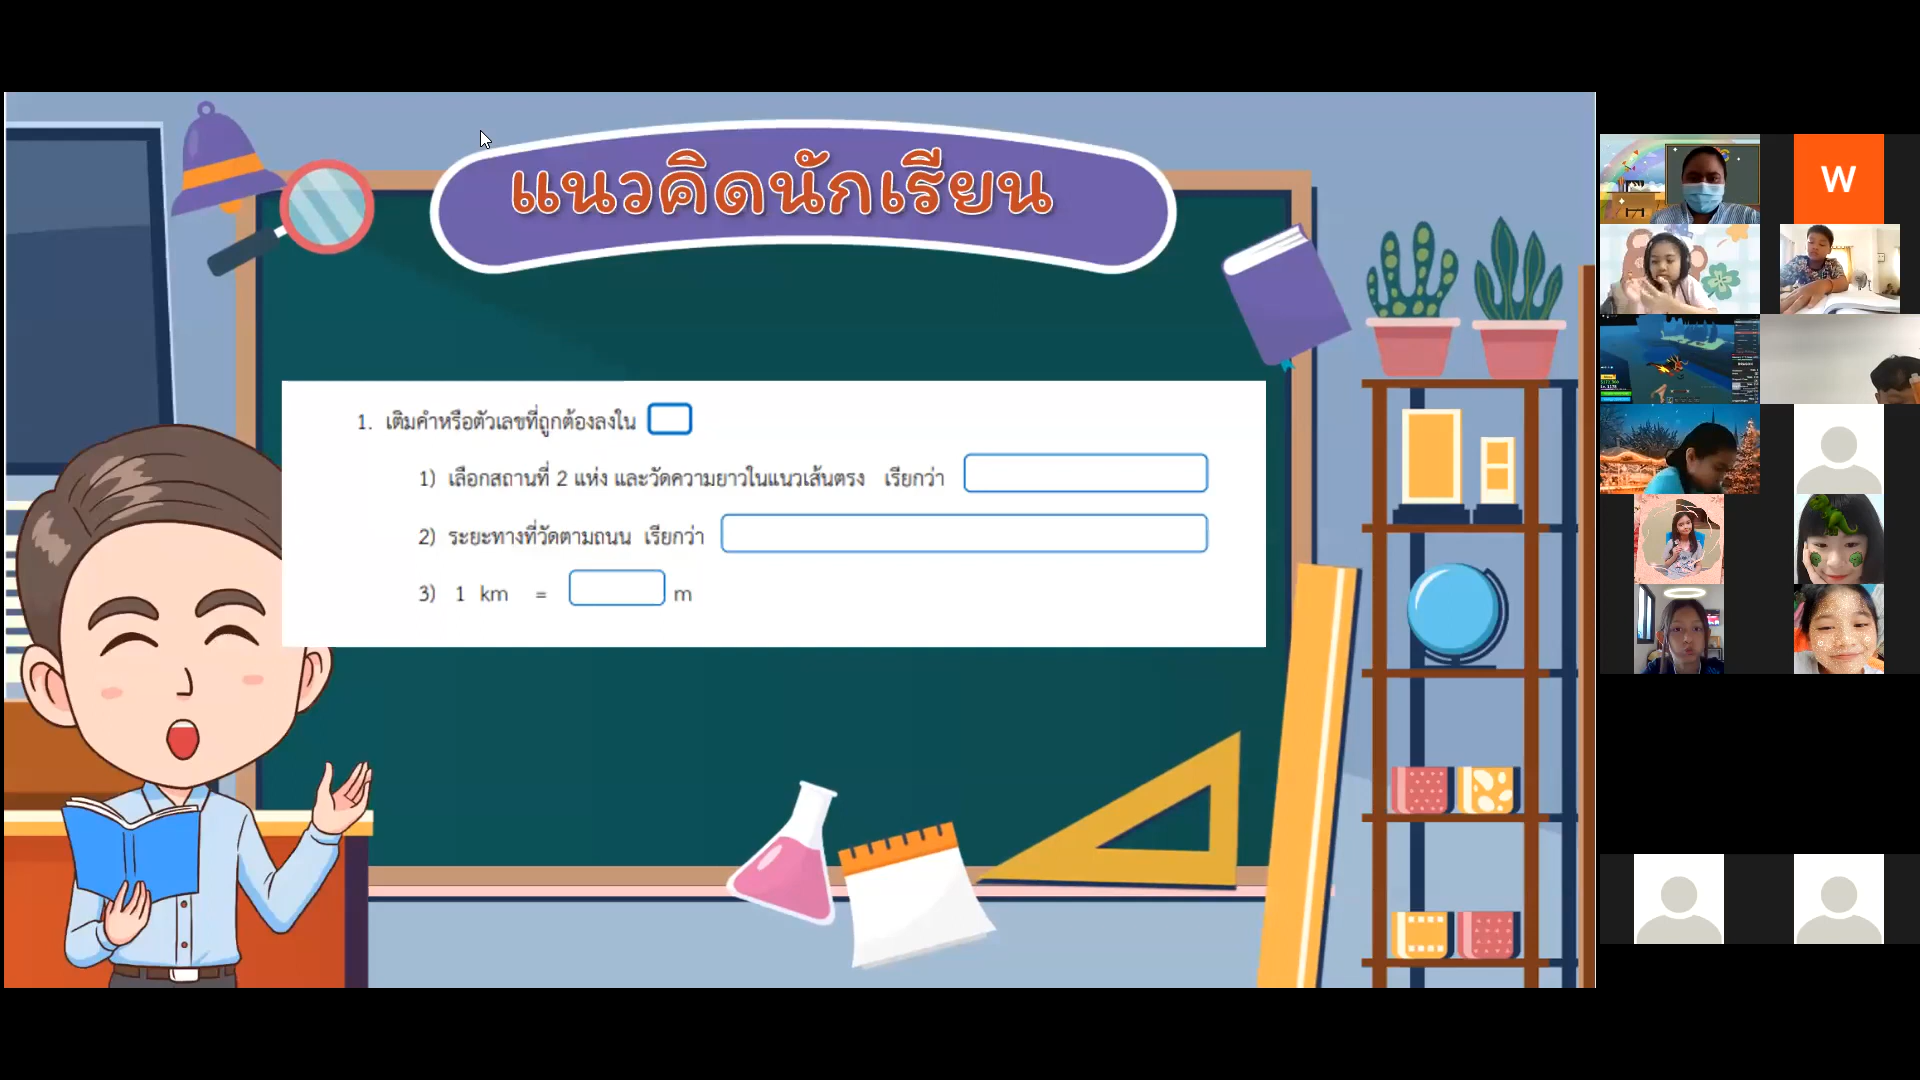 แนวคิดนักเรียน
1. เติมคำหรือตัวเลขที่ถูกต้องลงใน
1) เลือกสถานที่ 2 แห่ง และวัดความยาวในแนวเส้นตรง เรียกว่า
2) ระยะทางที่วัดตามถนน เรียกว่า
3) 1 km = m
W